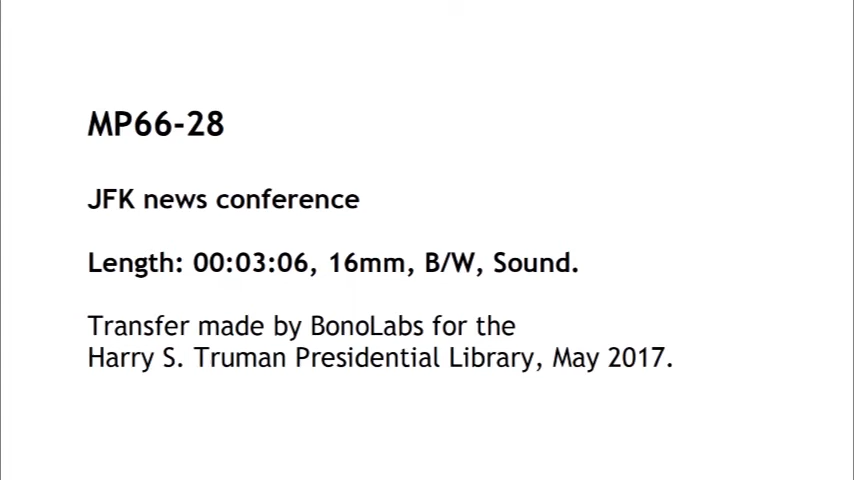 MP66-28
JFK news conference
Length: 00:03:06, 16mm, B/W, Sound.
Transfer made by BonoLabs for the
Harry S. Truman Presidential Library, May 2017.